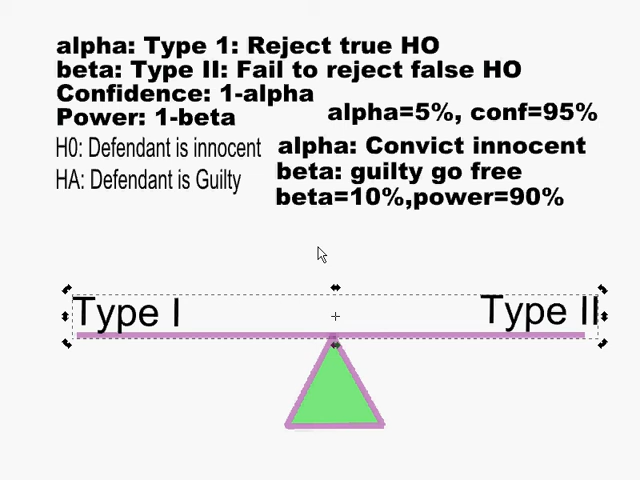 alpha: Type 1: Reject true HO
beta: Type II: Fail to reject false HO
Confidence: 1-alpha
Power: 1-beta
alpha=5%, conf=95%
H0: Defendant is innocent
alpha: Convict innocent
HA: Defendant is Guilty
beta: guilty go free
beta=10%,power=90%
Type I
Type II